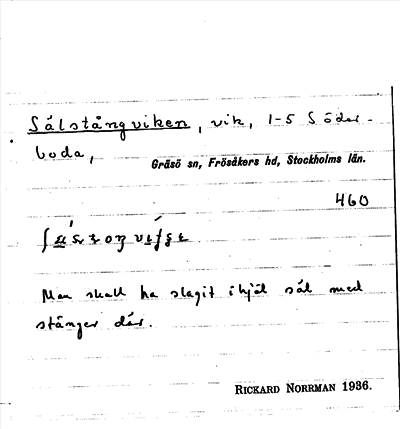 Sälstångviken, vik, 1-5 Söder-
boda,
Gräsö sn, Frösåkers hd, Stockholms län.
460
Man skall ha slagit ihjäl säl med
stänger där.
RICKARD NORRMAN 1936.